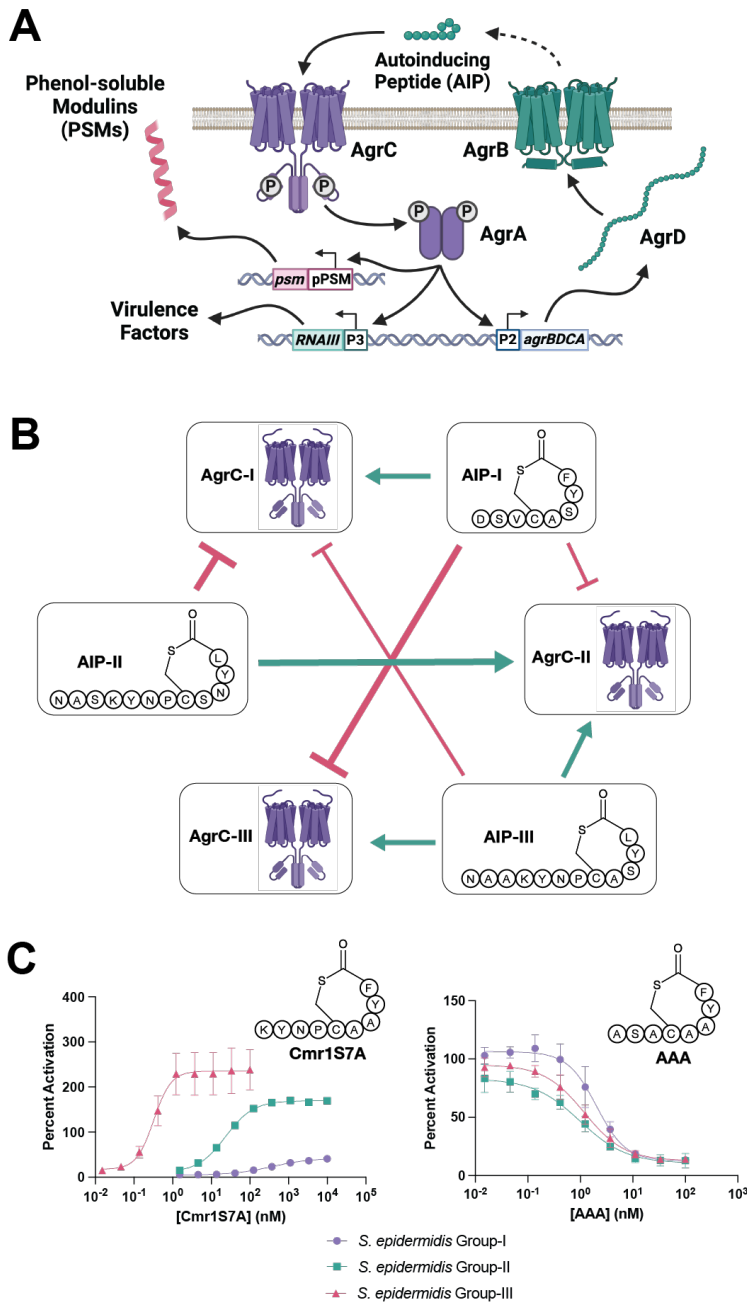 A
Phenol-soluble
Modulins
(PSMs)
Autoinducing
Peptide (AIP)
AgrC
AgrB
P
P
P
P
AgrA
AgrD
psm
pPSM
Virulence
Factors
RNAIII
P3
P2
agrBDCA
B
AgrC-I
AIP-I
O
S
F
Y
S
D S V C A
AIP-II
O
S
L
Y
N
N A S K Y N P C S
AgrC-II
AgrC-III
AIP-III
O
S
L
Y
S
N A A K Y N P C A
C
O
S
F
Y
A
K Y N P C A
Cmr1S7A
400
300
200
100
0
Percent Activation
10-2
10-1
100
101
102
103
104
105
[Cmr1S7A] (nM)
O
S
F
Y
A
A S A C A
AAA
150
100
50
0
Percent Activation
10-2
10-1
100
101
102
103
[AAA] (nM)
S. epidermidis Group-I
S. epidermidis Group-II
S. epidermidis Group-III